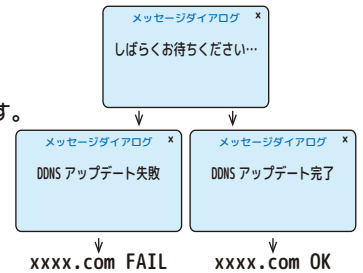 メッセージダイアログ x
しばらくお待ちください…
す。
メッセージダイアログ x
DDNS アップデート失敗
メッセージダイアログ x
DDNS アップデート完了
xxxx.com FAIL
xxxx.com OK